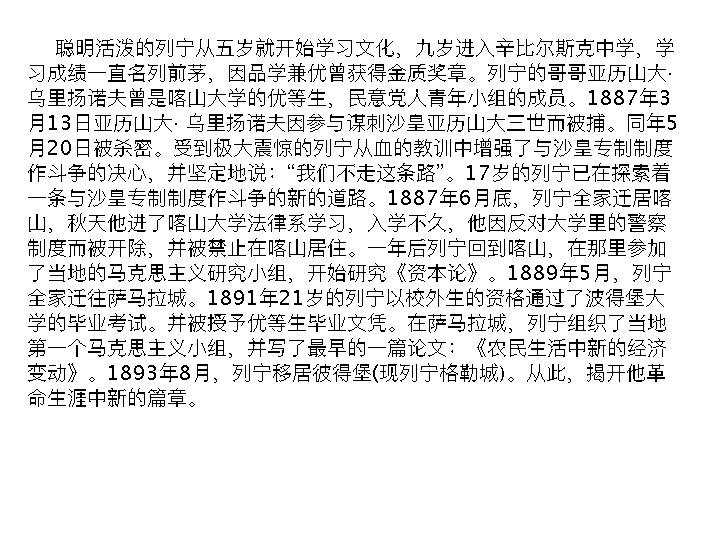 聪明活泼的列宁从五岁就开始学习文化，九岁进入辛比尔斯克中学，学
习成绩一直名列前茅，因品学兼优曾获得金质奖章。列宁的哥哥亚历山大·
乌里扬诺夫曾是喀山大学的优等生，民意党人青年小组的成员。1887年3
月13日亚历山大· 乌里扬诺夫因参与谋刺沙皇亚历山大三世而被捕。同年5
月20日被杀密。受到极大震惊的列宁从血的教训中增强了与沙皇专制制度
作斗争的决心，并坚定地说：“我们不走这条路”。17岁的列宁已在探索着
一条与沙皇专制制度作斗争的新的道路。1887年6月底，列宁全家迁居喀
山，秋天他进了喀山大学法律系学习，入学不久，他因反对大学里的警察
制度而被开除，并被禁止在喀山居住。一年后列宁回到喀山，在那里参加
了当地的马克思主义研究小组，开始研究《资本论》。1889年5月，列宁
全家迁往萨马拉城。1891年21岁的列宁以校外生的资格通过了波得堡大
学的毕业考试。并被授予优等生毕业文凭。在萨马拉城，列宁组织了当地
第一个马克思主义小组，并写了最早的一篇论文：《农民生活中新的经济
变动》。1893年8月，列宁移居彼得堡(现列宁格勒城)。从此，揭开他革
命生涯中新的篇章。